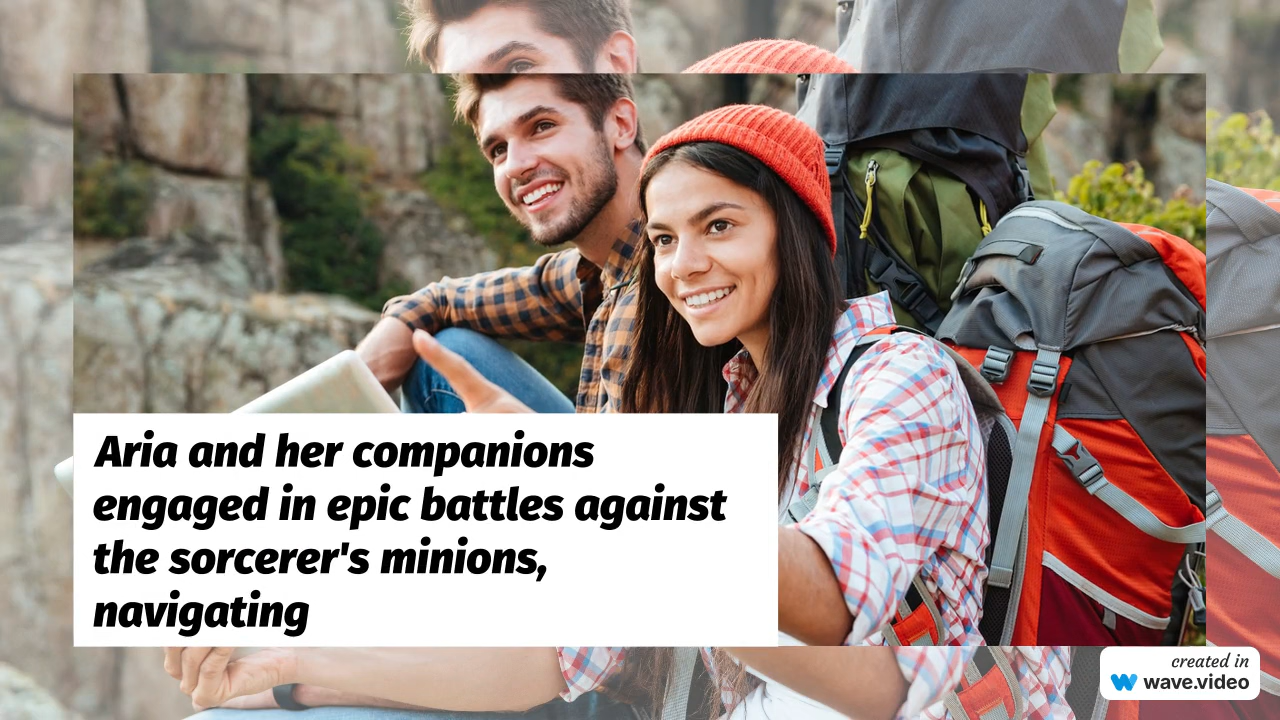 Aria and her companions
engaged in epic battles against
the sorcerer's minions,
navigating
created in
wave.video